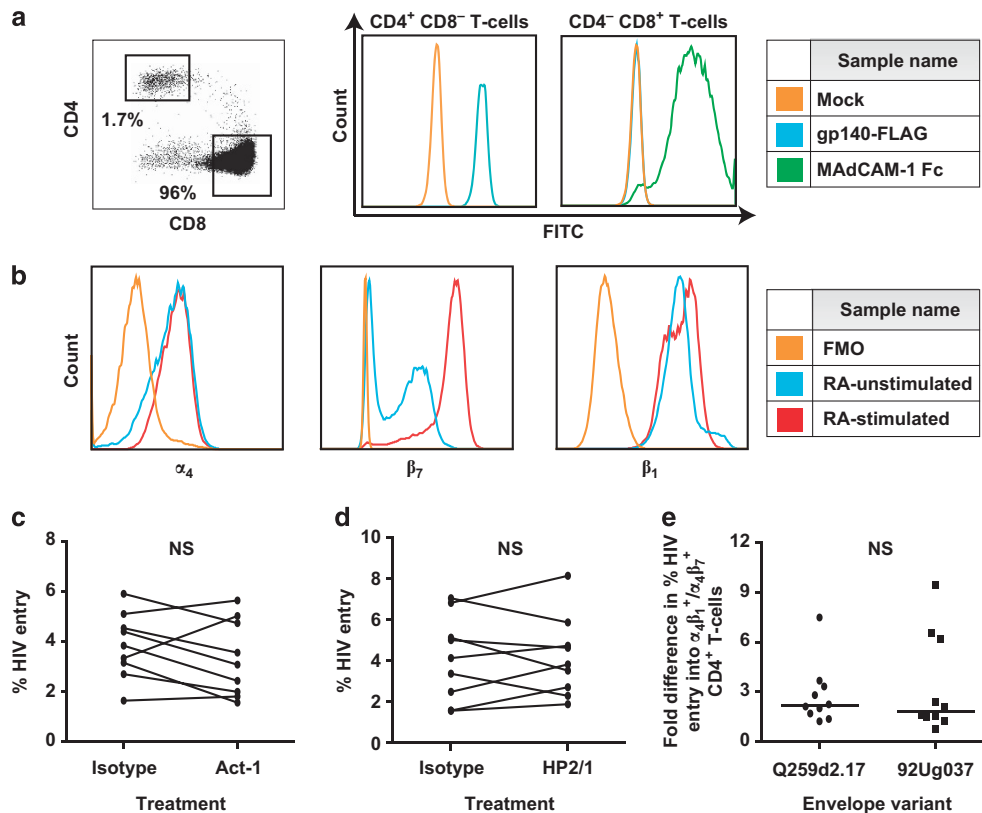 a
CD4
1.7%
96%
CD8
CD4⁺ CD8⁻ T-cells
CD4⁻ CD8⁺ T-cells
Count
FITC
Sample name
Mock
gp140-FLAG
MAdCAM-1 Fc
b
Count
α₄
β₇
β₁
Sample name
FMO
RA-unstimulated
RA-stimulated
c
8
6
4
2
0
% HIV entry
NS
Isotype
Act-1
Treatment
d
10
8
6
4
2
0
% HIV entry
NS
Isotype
HP2/1
Treatment
e
Fold difference in % HIV
entry into α₄β₁⁺/α₄β₇⁺
CD4⁺ T-cells
12
9
6
3
0
NS
Q259d2.17
92Ug037
Envelope variant